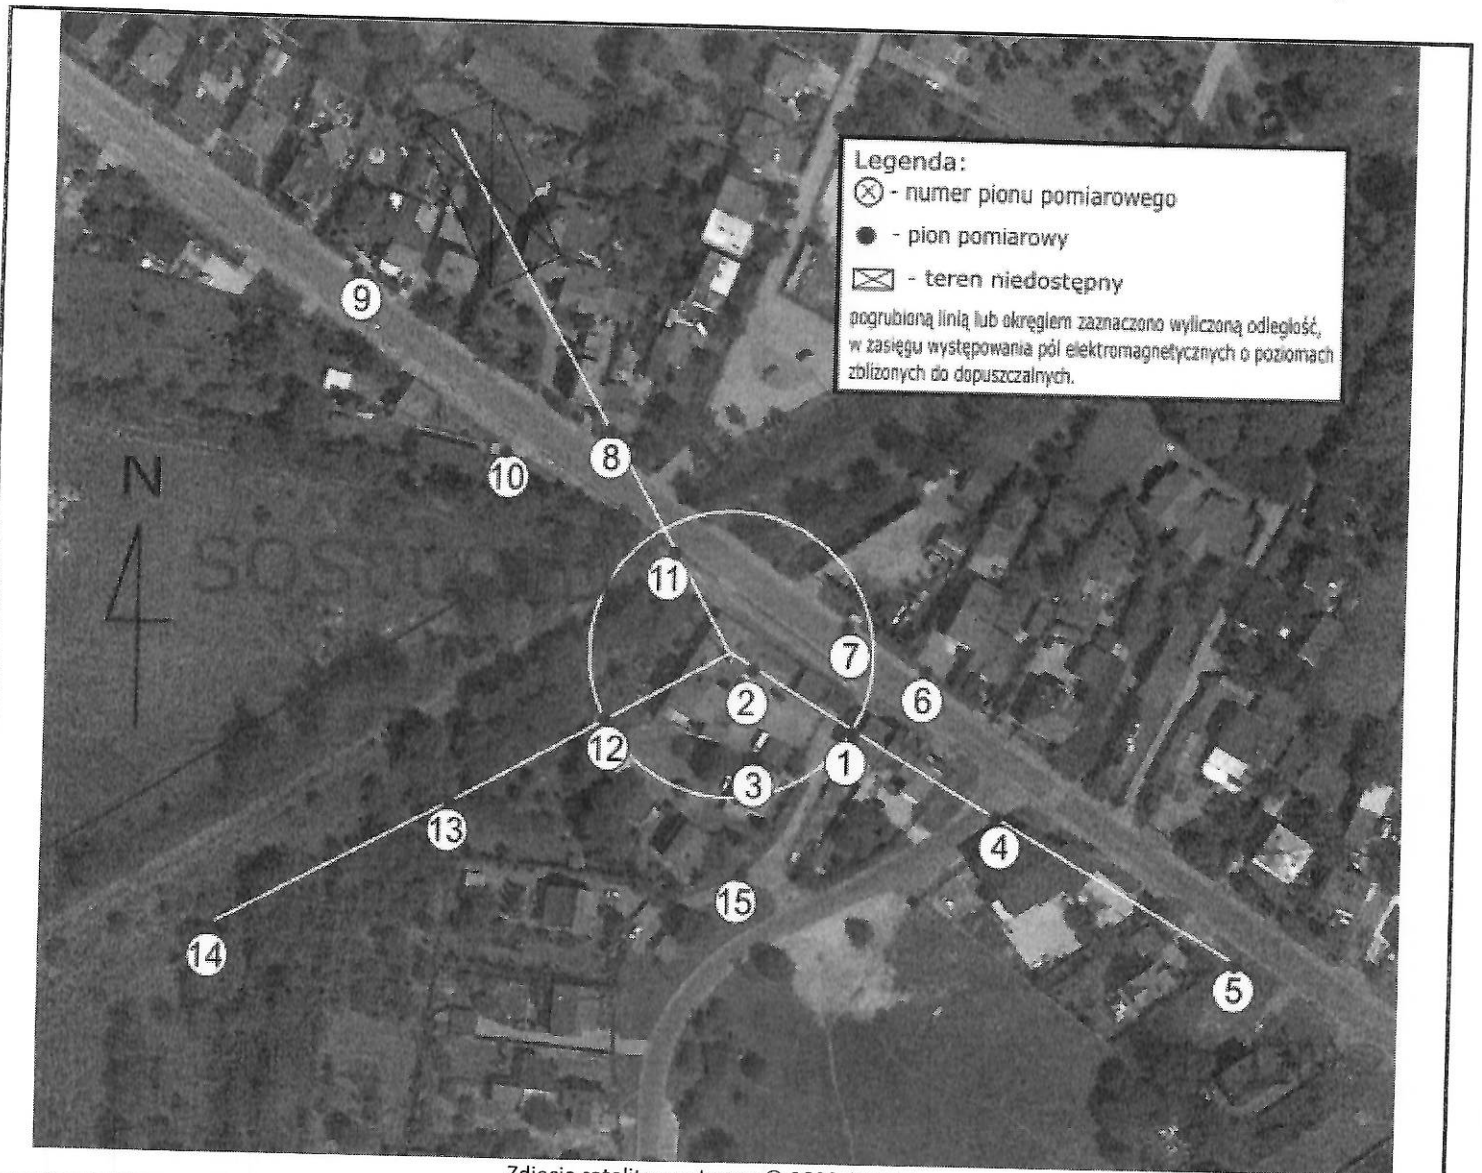 Legenda:
- numer pionu pomiarowego
- pion pomiarowy
- teren niedostępny
pogrubioną linią lub okręgiem zaznaczono wyliczoną odległość,
w zasięgu występowania pól elektromagnetycznych o poziomach
zbliżonych do dopuszczalnych.
9
8
10
N
11
7
6
2
12
1
3
13
4
15
14
5